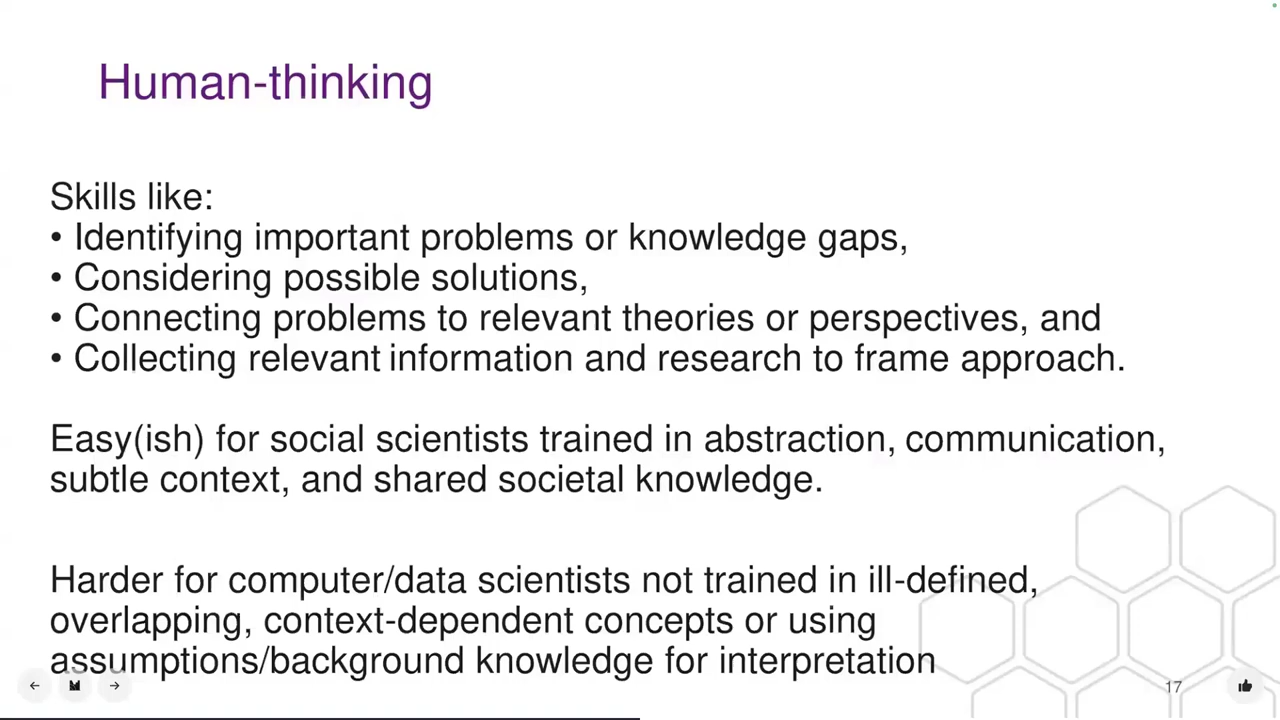 Human-thinking
Skills like:
• Identifying important problems or knowledge gaps,
• Considering possible solutions,
• Connecting problems to relevant theories or perspectives, and
• Collecting relevant information and research to frame approach.
Easy(ish) for social scientists trained in abstraction, communication,
subtle context, and shared societal knowledge.
Harder for computer/data scientists not trained in ill-defined,
overlapping, context-dependent concepts or using
assumptions/background knowledge for interpretation
17